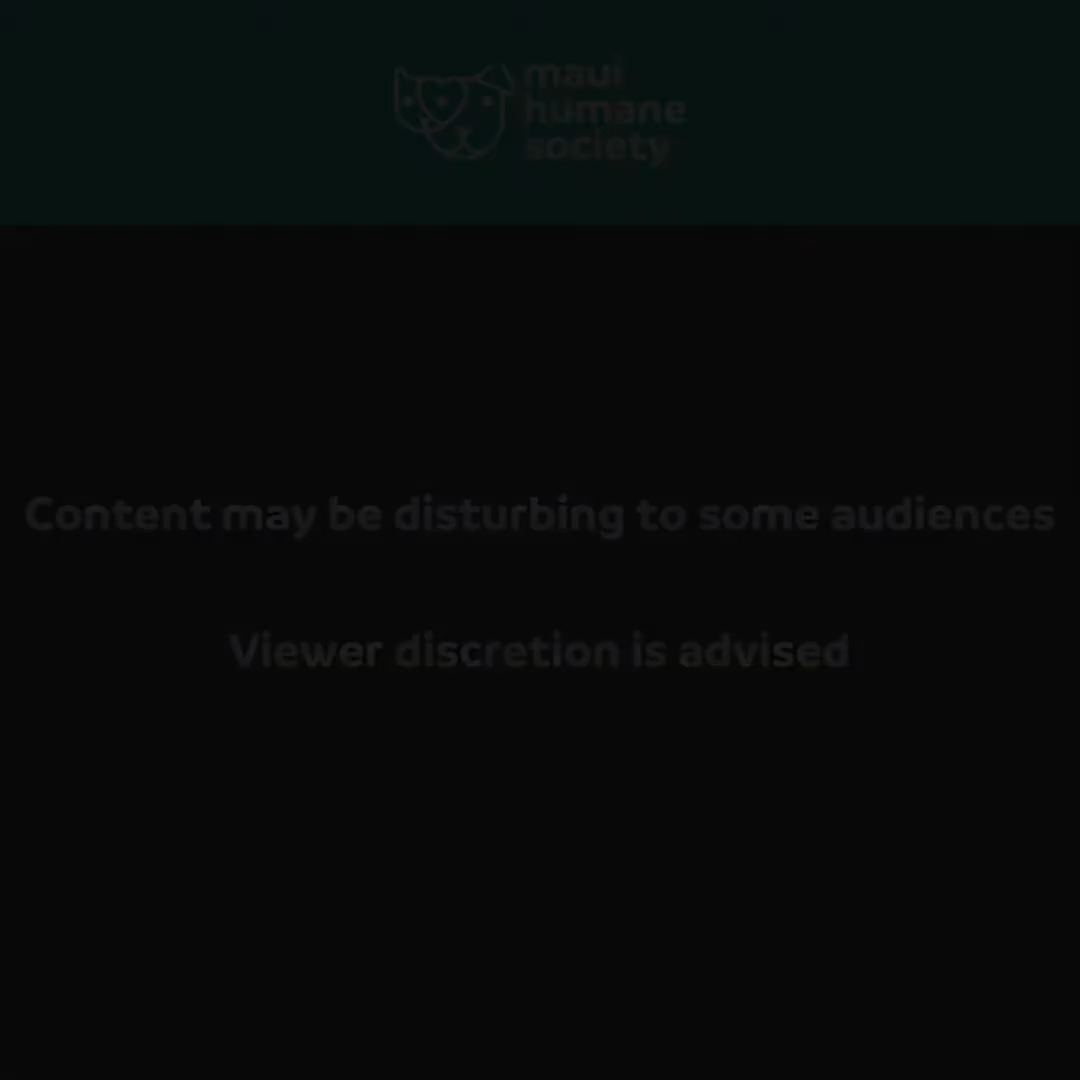 maui
humane
society
Content may be disturbing to some audiences
Viewer discretion is advised